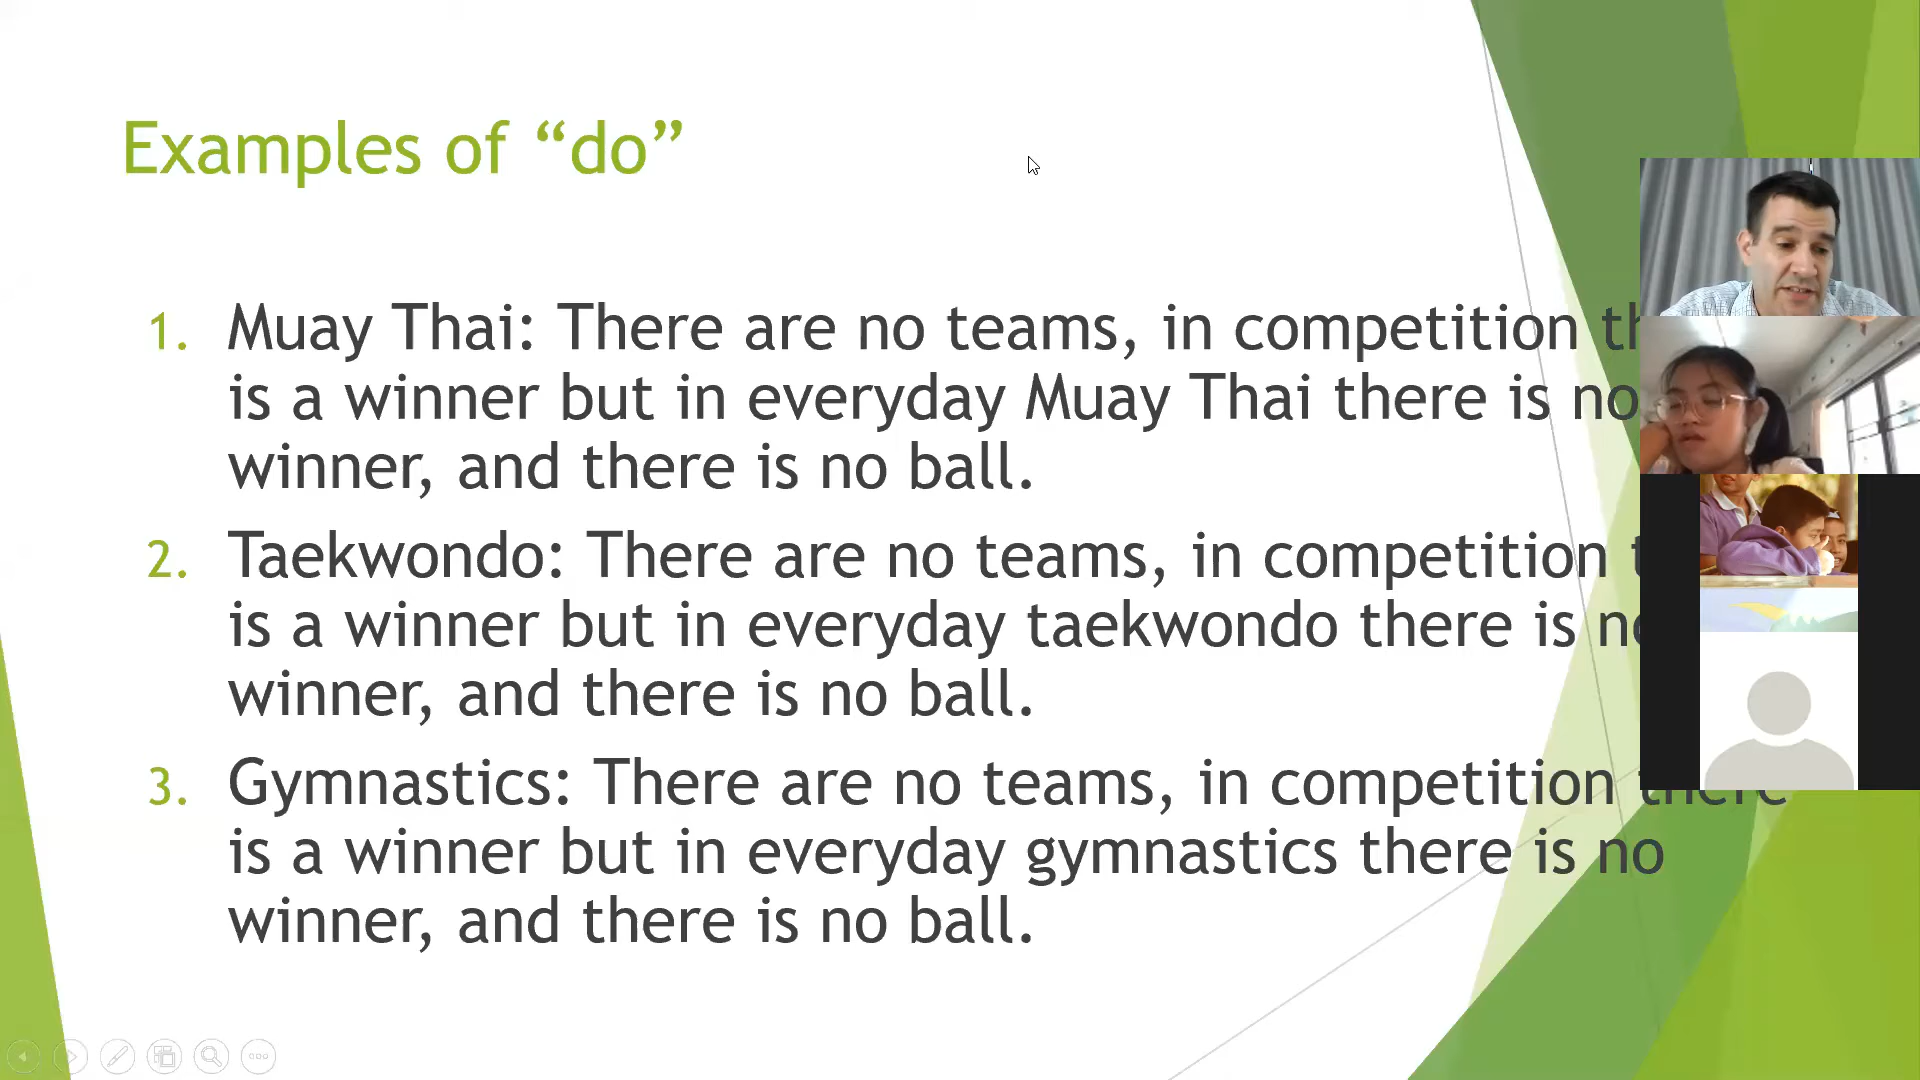 Examples of “do”
1. Muay Thai: There are no teams, in competition
is a winner but in everyday Muay Thai there is no
winner, and there is no ball.
2. Taekwondo: There are no teams, in competition
is a winner but in everyday taekwondo there is
winner, and there is no ball.
3. Gymnastics: There are no teams, in competition there
is a winner but in everyday gymnastics there is no
winner, and there is no ball.